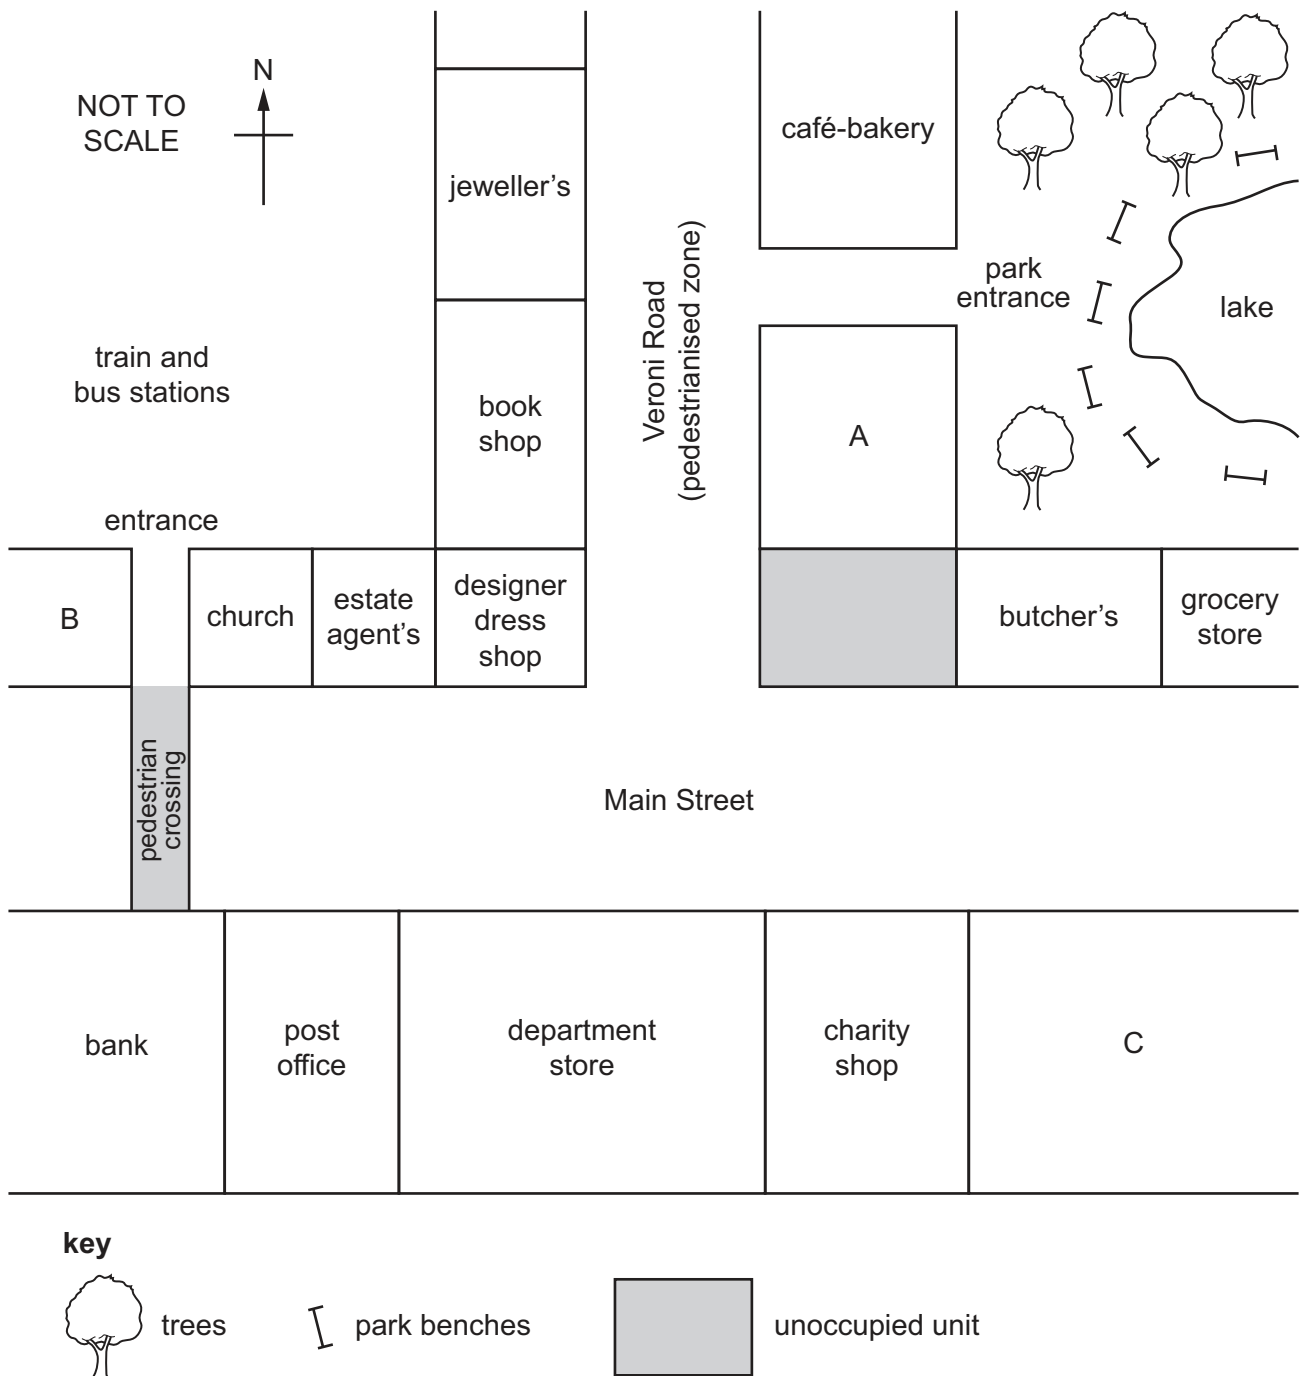 N
NOT TO
SCALE
café-bakery
jeweller's
park
entrance
lake
Veroni Road
(pedestrianised zone)
train and
bus stations
book
shop
A
entrance
B
church
estate
agent's
designer
dress
shop
butcher's
grocery
store
pedestrian
crossing
Main Street
bank
post
office
department
store
charity
shop
C
key
trees
park benches
unoccupied unit